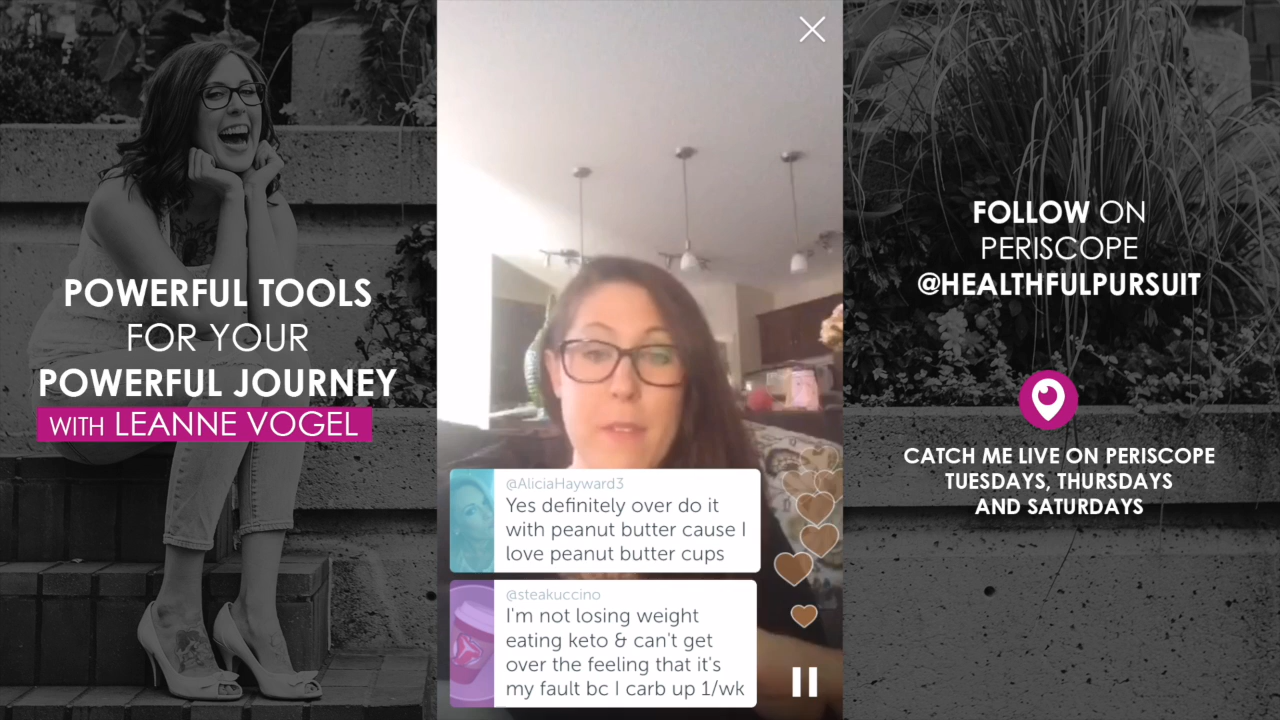 POWERFUL TOOLS
FOR YOUR
POWERFUL JOURNEY
WITH LEANNE VOGEL
@AliciaHayward3
Yes definitely over do it
with peanut butter cause I
love peanut butter cups
@steakuccino
I'm not losing weight
eating keto & can't get
over the feeling that it's
my fault bc I carb up 1/wk
FOLLOW ON
PERISCOPE
@HEALTHFULPURSUIT
CATCH ME LIVE ON PERISCOPE
TUESDAYS, THURSDAYS
AND SATURDAYS